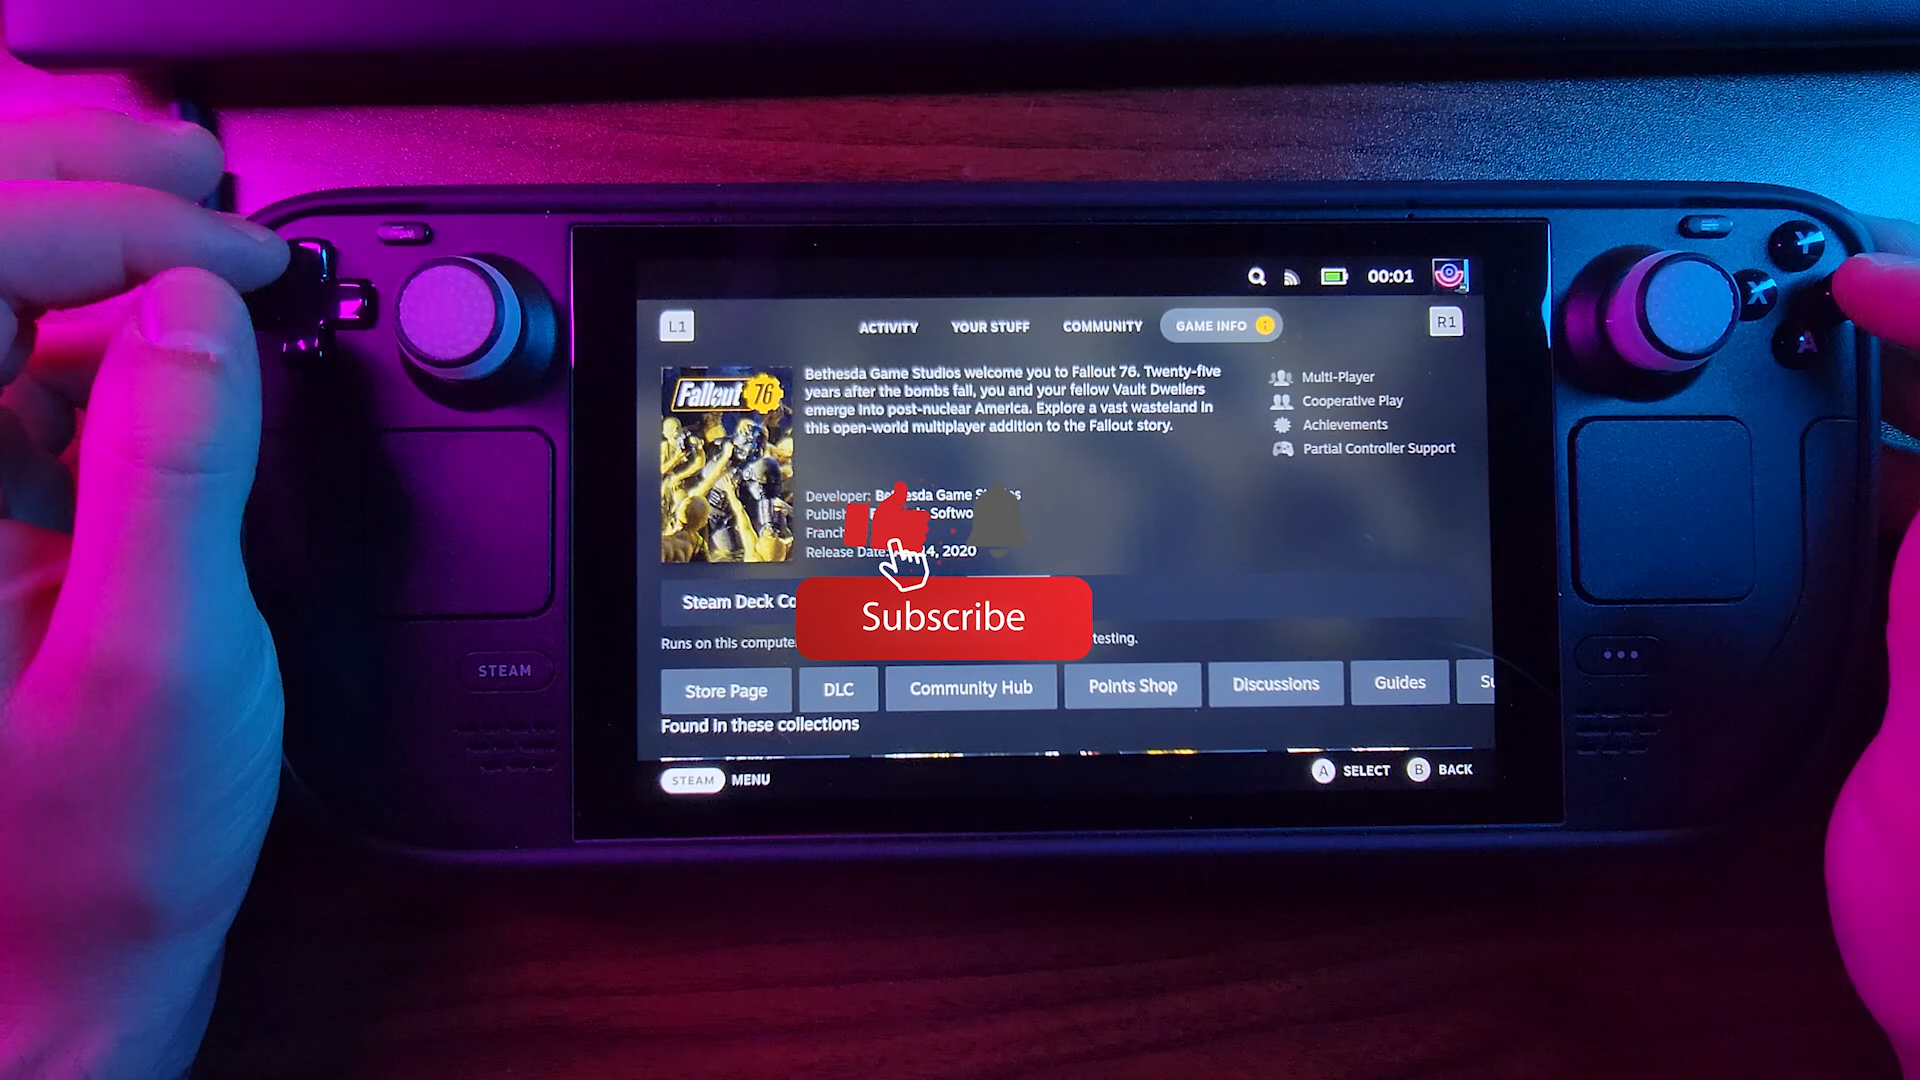 00:01
L1
ACTIVITY
YOUR STUFF
COMMUNITY
GAME INFO
R1
Fallout 76
Bethesda Game Studios welcome you to Fallout 76. Twenty-five
years after the bombs fall, you and your fellow Vault Dwellers
emerge into post-nuclear America. Explore a vast wasteland in
this open-world multiplayer addition to the Fallout story.
Multi-Player
Cooperative Play
Achievements
Partial Controller Support
Developer:
Game
Release Date:
2020
Steam Deck
Subscribe
Runs on this
testing.
Store Page
DLC
Community Hub
Points Shop
Discussions
Guides
Found in these collections
STEAM MENU
A SELECT
B BACK
STEAM
Y
X
A